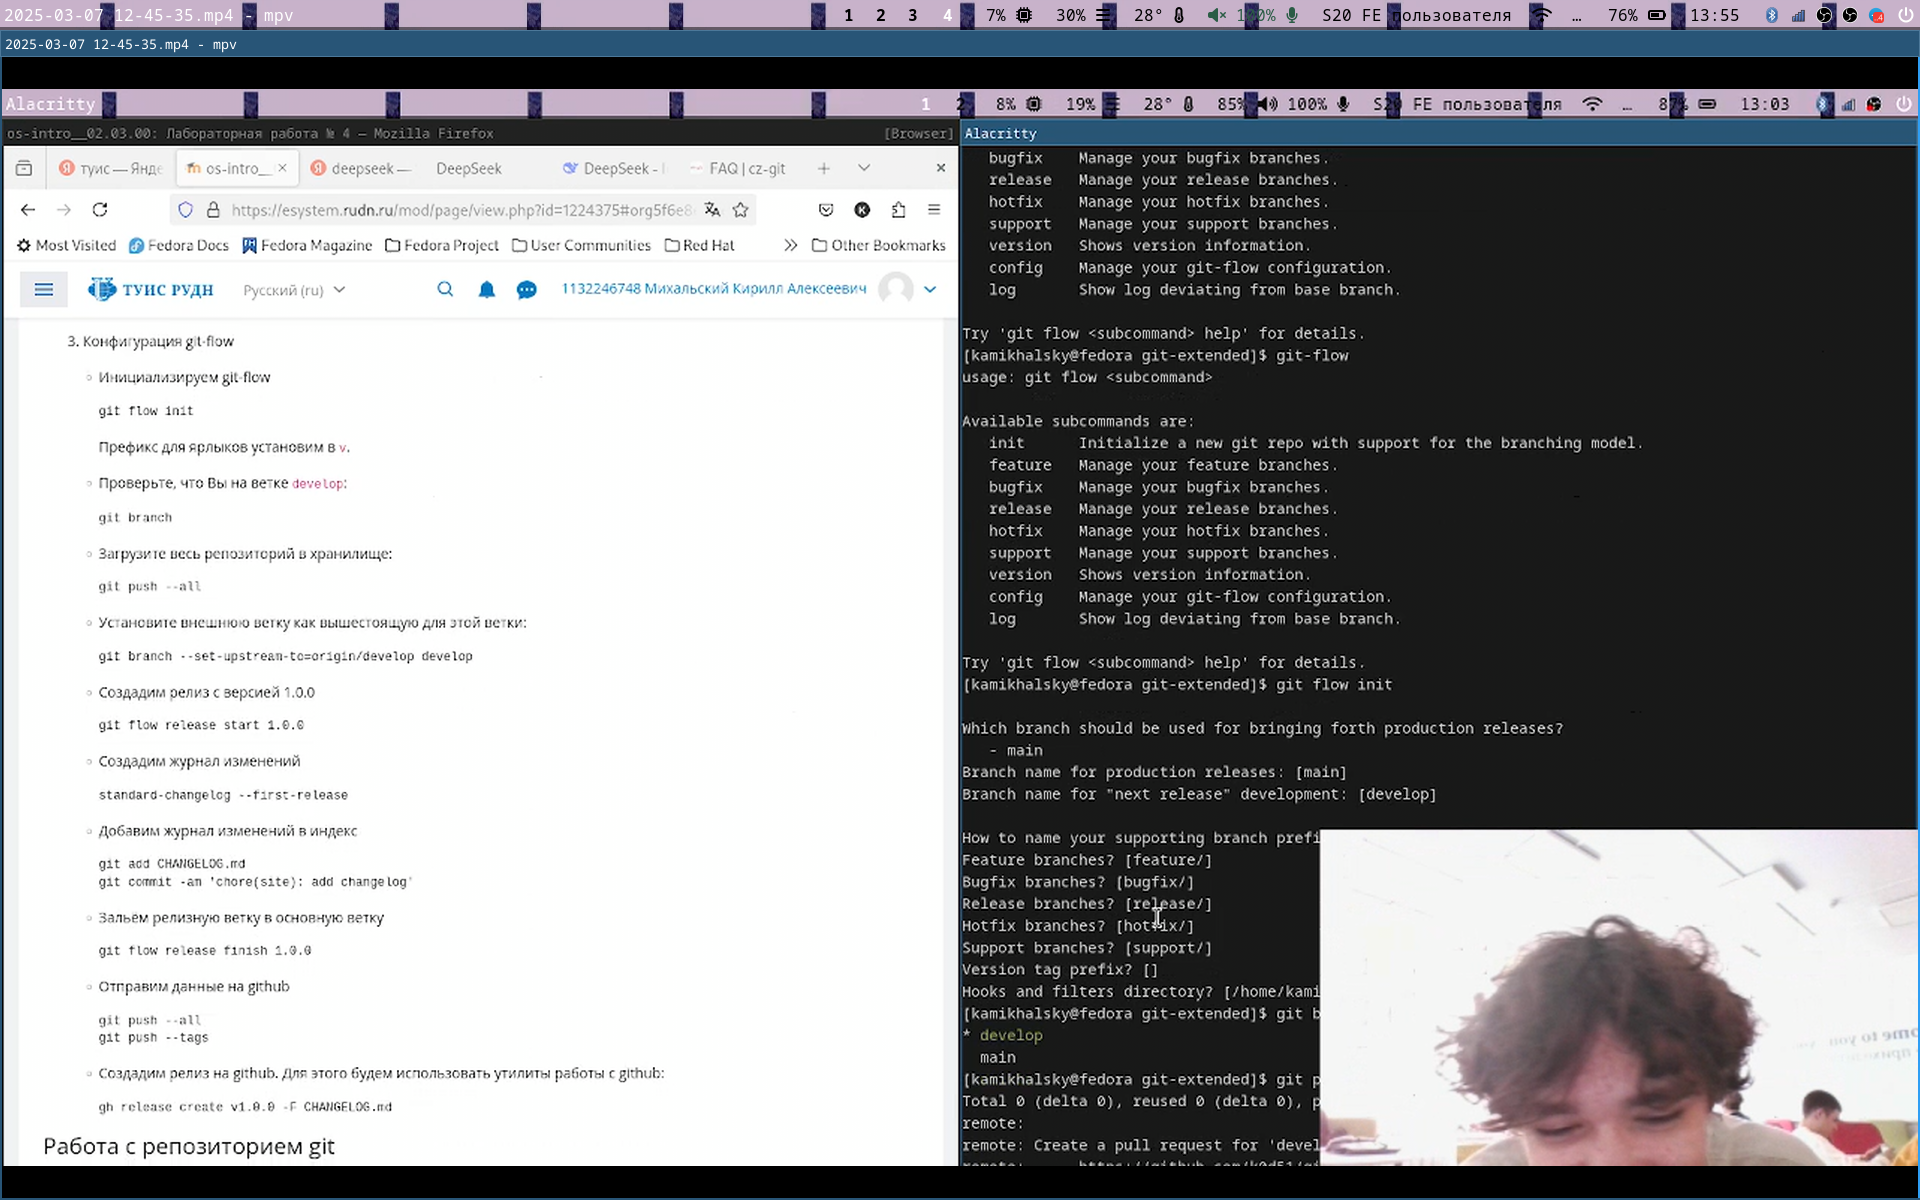 2025-03-07 12-45-35.mp4 - mpv
1 2 3 4 7% 30% 28° 100% S20 FE пользователя … 76% 13:55
2025-03-07 12-45-35.mp4 - mpv
Alacritty
1 2 8% 19% 28° 85% 100% S20 FE пользователя … 87% 13:03
os-intro__02.03.00: Лабораторная работа № 4 — Mozilla Firefox [Browser]
туис — Янде
os-intro__
deepseek —
DeepSeek
DeepSeek -
FAQ | cz-git
https://esystem.rudn.ru/mod/page/view.php?id=1224375#org5f6e8
Most Visited Fedora Docs Fedora Magazine Fedora Project User Communities Red Hat Other Bookmarks
ТУИС РУДН Русский (ru) 1132246748 Михальский Кирилл Алексеевич
3. Конфигурация git-flow
Инициализируем git-flow
git flow init
Префикс для ярлыков установим в v.
Проверьте, что Вы на ветке develop:
git branch
Загрузите весь репозиторий в хранилище:
git push --all
Установите внешнюю ветку как вышестоящую для этой ветки:
git branch --set-upstream-to=origin/develop develop
Создадим релиз с версией 1.0.0
git flow release start 1.0.0
Создадим журнал изменений
standard-changelog --first-release
Добавим журнал изменений в индекс
git add CHANGELOG.md
git commit -am 'chore(site): add changelog'
Зальём релизную ветку в основную ветку
git flow release finish 1.0.0
Отправим данные на github
git push --all
git push --tags
Создадим релиз на github. Для этого будем использовать утилиты работы с github:
gh release create v1.0.0 -F CHANGELOG.md
Работа с репозиторием git
Alacritty
bugfix Manage your bugfix branches.
release Manage your release branches.
hotfix Manage your hotfix branches.
support Manage your support branches.
version Shows version information.
config Manage your git-flow configuration.
log Show log deviating from base branch.
Try 'git flow <subcommand> help' for details.
[kamikhalsky@fedora git-extended]$ git-flow
usage: git flow <subcommand>
Available subcommands are:
init Initialize a new git repo with support for the branching model.
feature Manage your feature branches.
bugfix Manage your bugfix branches.
release Manage your release branches.
hotfix Manage your hotfix branches.
support Manage your support branches.
version Shows version information.
config Manage your git-flow configuration.
log Show log deviating from base branch.
Try 'git flow <subcommand> help' for details.
[kamikhalsky@fedora git-extended]$ git flow init
Which branch should be used for bringing forth production releases?
- main
Branch name for production releases: [main]
Branch name for "next release" development: [develop]
How to name your supporting branch prefi
Feature branches? [feature/]
Bugfix branches? [bugfix/]
Release branches? [release/]
Hotfix branches? [hotfix/]
Support branches? [support/]
Version tag prefix? []
Hooks and filters directory? [/home/kami
[kamikhalsky@fedora git-extended]$ git b
* develop
main
[kamikhalsky@fedora git-extended]$ git p
Total 0 (delta 0), reused 0 (delta 0), p
remote:
remote: Create a pull request for 'devel